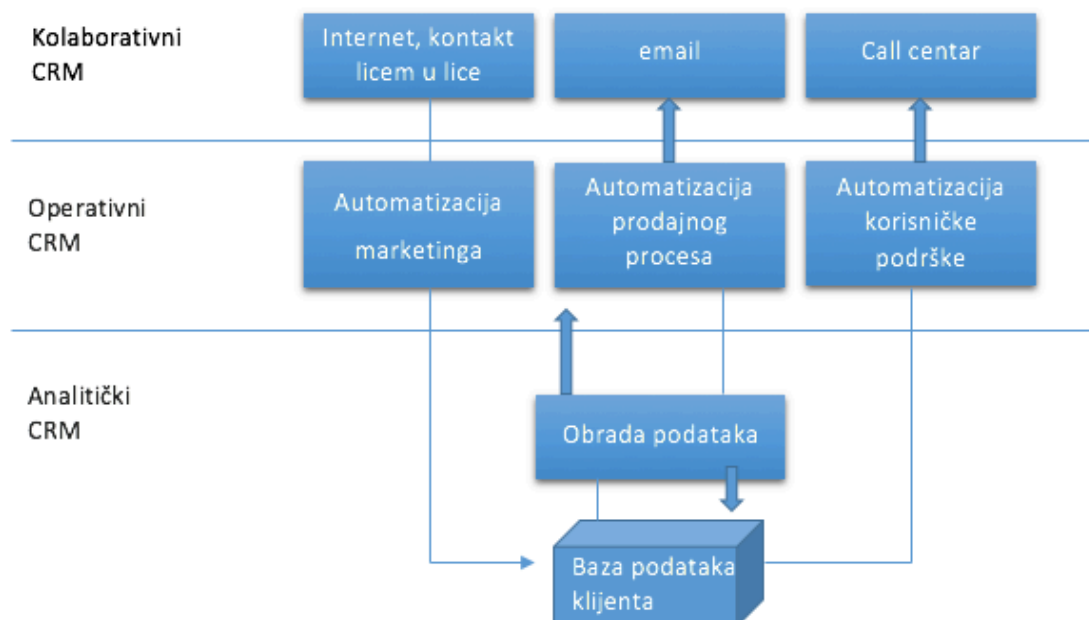 Kolaborativni
CRM
Internet, kontakt
licem u lice
email
Call centar
Operativni
CRM
Automatizacija
marketinga
Automatizacija
prodajnog
procesa
Automatizacija
korisničke
podrške
Analitički
CRM
Obrada podataka
Baza podataka
klijenta